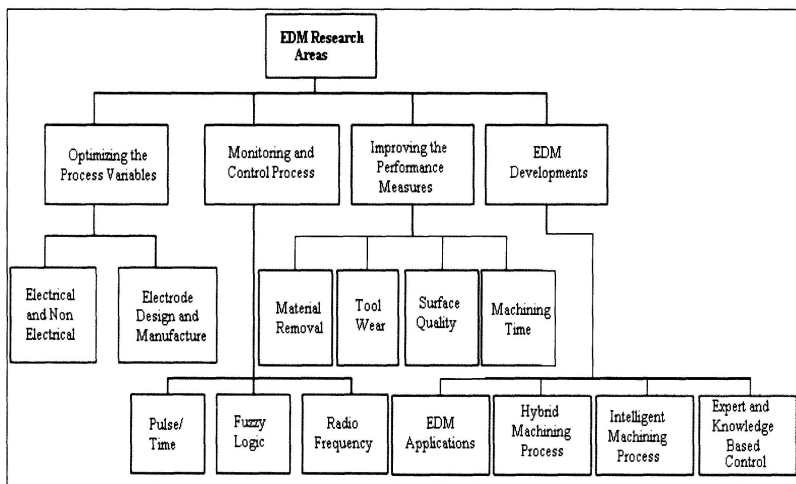 EDM Research
Areas
Optimizing the
Process Variables
Monitoring and
Control Process
Improving the
Performance
Measures
EDM
Developments
Electrical
and Non
Electrical
Electrode
Design and
Manufacture
Material
Removal
Tool
Wear
Surface
Quality
Machining
Time
Pulse/
Time
Fuzzy
Logic
Radio
Frequency
EDM
Applications
Hybrid
Machining
Process
Intelligent
Machining
Process
Expert and
Knowledge
Based
Control